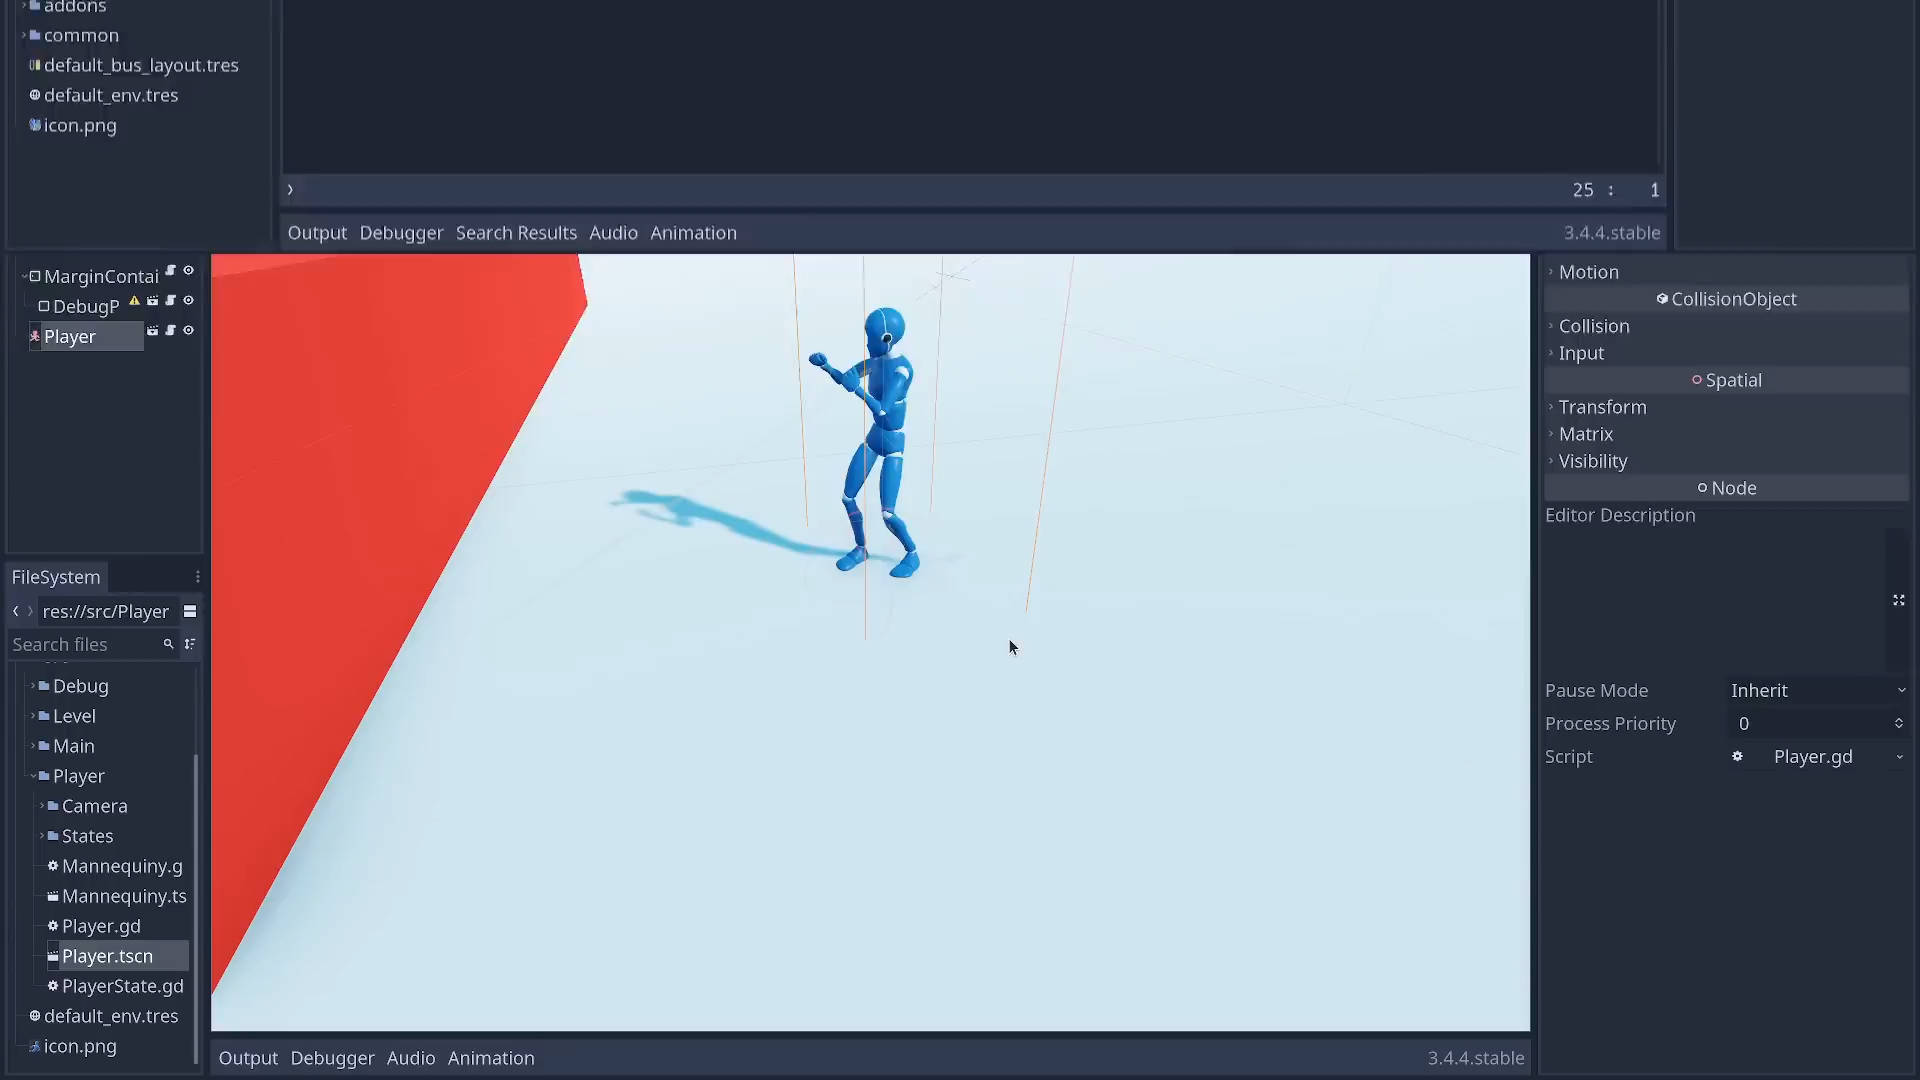 addons
common
default_bus_layout.tres
default_env.tres
icon.png
25 : 1
Output Debugger Search Results Audio Animation 3.4.4.stable
MarginContai
DebugP
Player
FileSystem
res://src/Player
Search files
Debug
Level
Main
Player
Camera
States
Mannequiny.g
Mannequiny.ts
Player.gd
Player.tscn
PlayerState.gd
default_env.tres
icon.png
Motion
CollisionObject
Collision
Input
Spatial
Transform
Matrix
Visibility
Node
Editor Description
Pause Mode Inherit
Process Priority 0
Script Player.gd
Output Debugger Audio Animation 3.4.4.stable